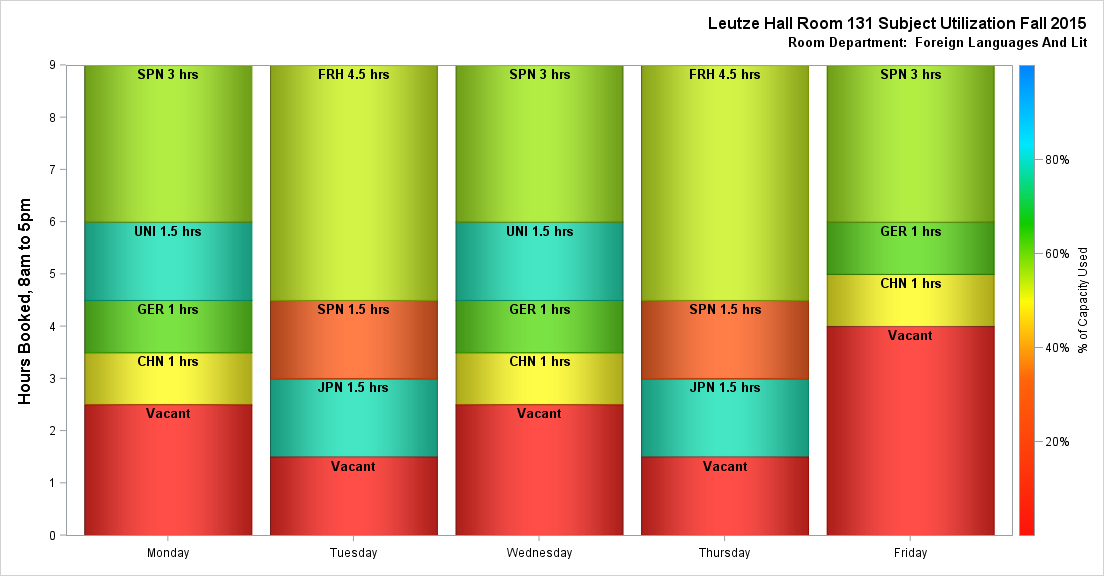 Leutze Hall Room 131 Subject Utilization Fall 2015
Room Department:  Foreign Languages And Lit
Hours Booked, 8am to 5pm
9
8
7
6
5
4
3
2
1
0
SPN 3 hrs
UNI 1.5 hrs
GER 1 hrs
CHN 1 hrs
Vacant
FRH 4.5 hrs
SPN 1.5 hrs
JPN 1.5 hrs
Vacant
SPN 3 hrs
UNI 1.5 hrs
GER 1 hrs
CHN 1 hrs
Vacant
FRH 4.5 hrs
SPN 1.5 hrs
JPN 1.5 hrs
Vacant
SPN 3 hrs
GER 1 hrs
CHN 1 hrs
Vacant
Monday
Tuesday
Wednesday
Thursday
Friday
80%
60%
40%
20%
% of Capacity Used